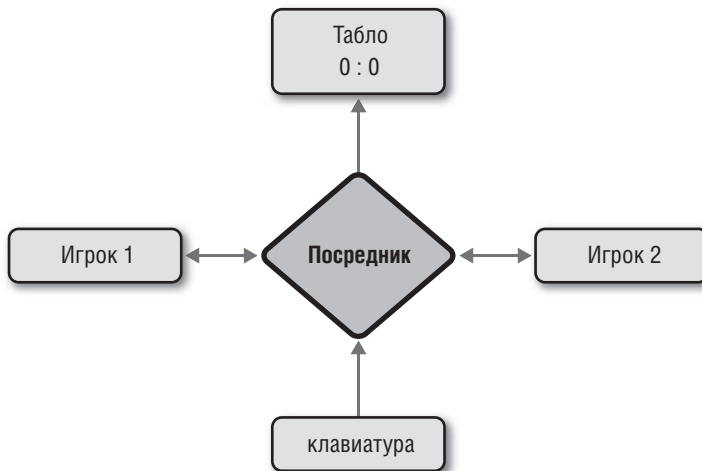 Табло
0 : 0
Игрок 1
Посредник
Игрок 2
клавиатура